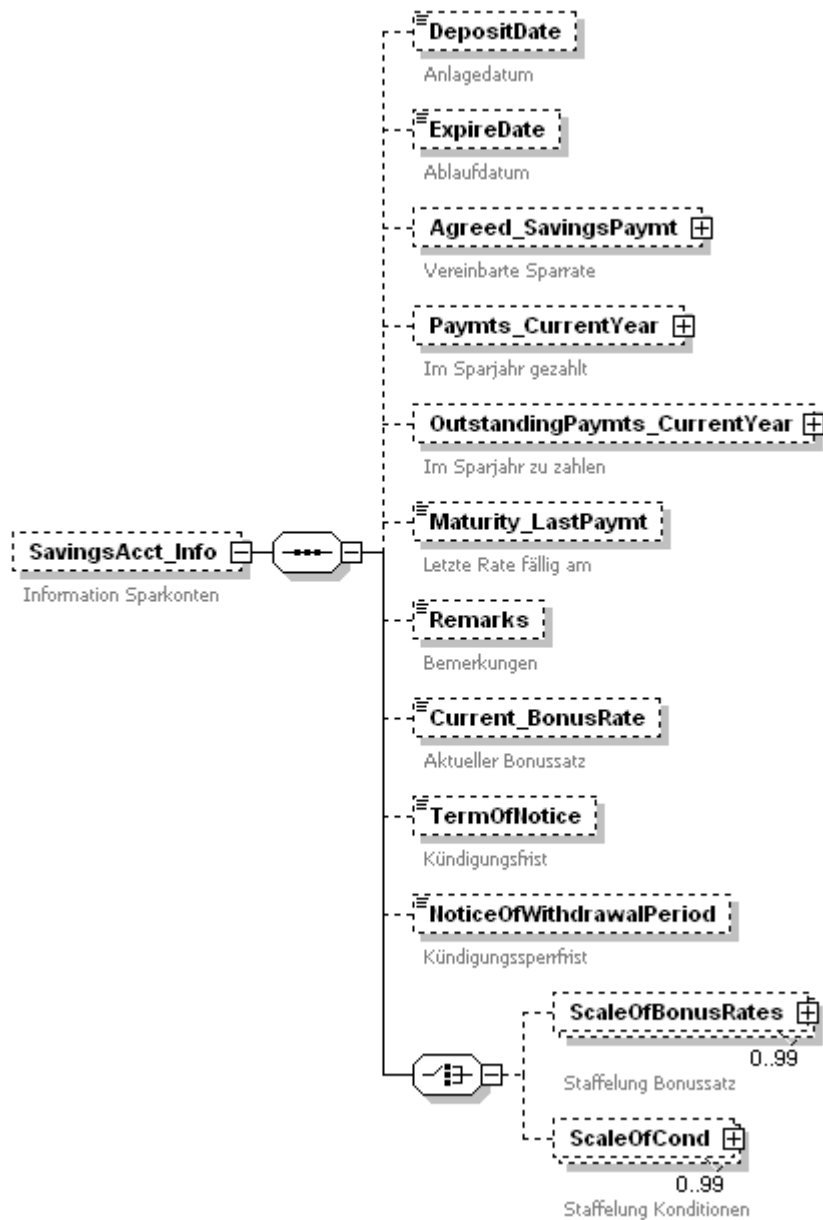 DepositDate
Anlagedatum
ExpireDate
Ablaufdatum
Agreed_SavingsPaymt
Vereinbarte Sparrate
Paymts_CurrentYear
Im Sparjahr gezahlt
OutstandingPaymts_CurrentYear
Im Sparjahr zu zahlen
SavingsAcct_Info
Information Sparkonten
Maturity_LastPaymt
Letzte Rate fällig am
Remarks
Bemerkungen
Current_BonusRate
Aktueller Bonussatz
TermOfNotice
Kündigungsfrist
NoticeOfWithdrawalPeriod
Kündigungssperrfrist
ScaleOfBonusRates
0..99
Staffelung Bonussatz
ScaleOfCond
0..99
Staffelung Konditionen